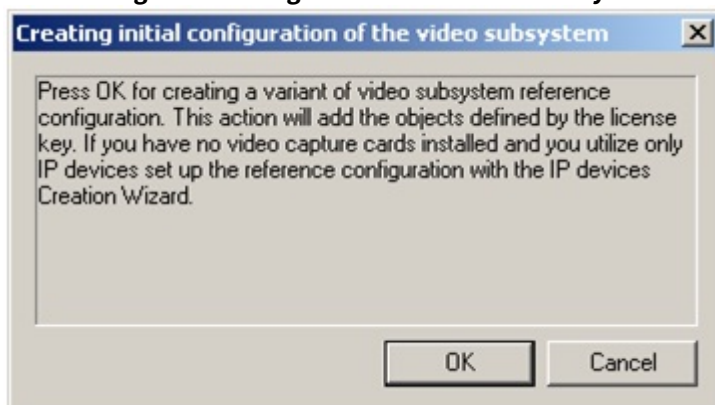 Creating initial configuration of the video subsystem
Press OK for creating a variant of video subsystem reference
configuration. This action will add the objects defined by the license
key. If you have no video capture cards installed and you utilize only
IP devices set up the reference configuration with the IP devices
Creation Wizard.
OK Cancel